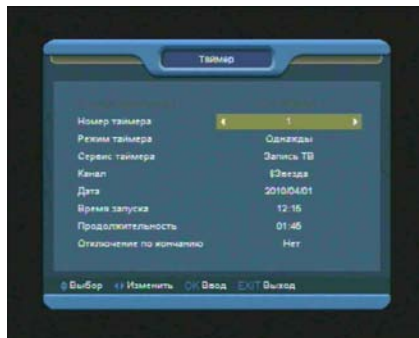 Таймер
Номер таймера 1
Режим таймера Однажды
Сервис таймера Запись ТВ
Канал $Звезда
Дата 2010/04/01
Время запуска 12:15
Продолжительность 01:45
Отключение по кончанию Нет
Выбор Изменить OK Ввод EXIT Выход